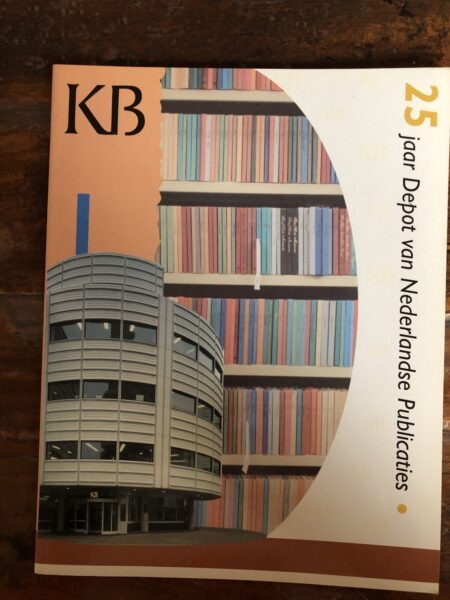 KB
25 jaar Depot van Nederlandse Publicaties •
KB